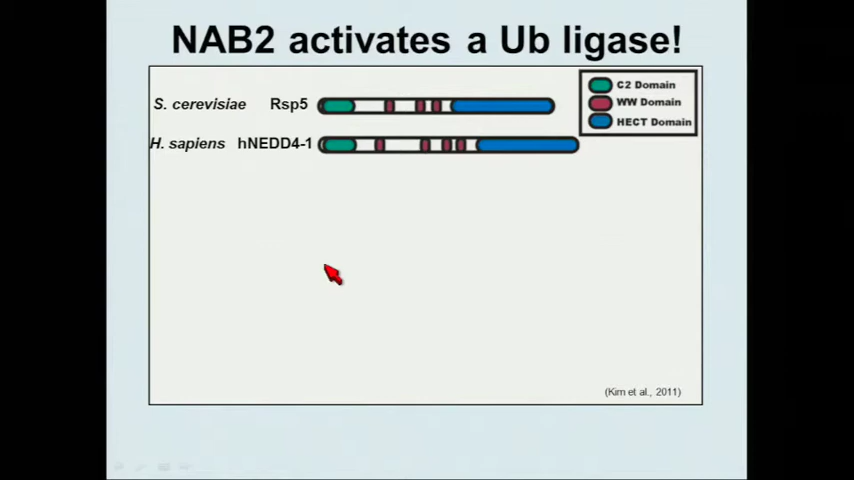 NAB2 activates a Ub ligase!
S. cerevisiae Rsp5
H. sapiens hNEDD4-1
C2 Domain
WW Domain
HECT Domain
(Kim et al., 2011)